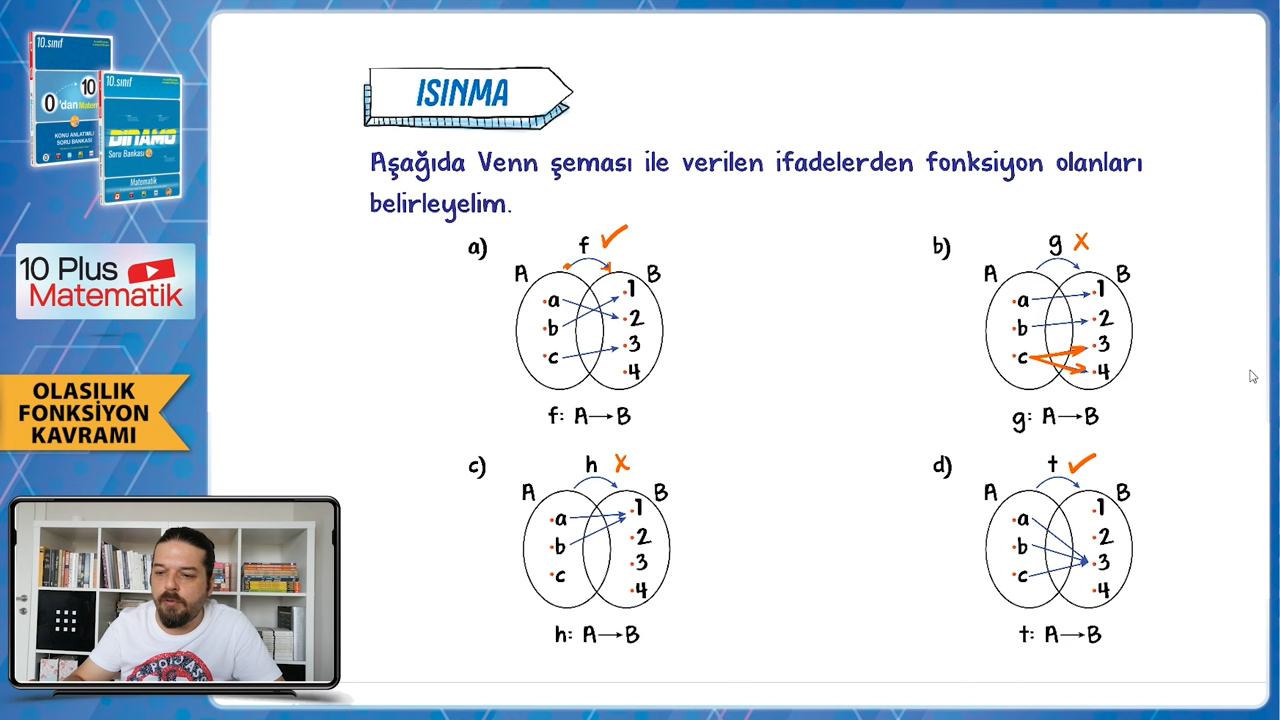 10.sınıf
0'dan 10
KONU ANLATIMLI
SORU BANKASI
10.sınıf
DİNAMO
Soru Bankası
Matematik
10 Plus
Matematik
OLASILIK
FONKSİYON
KAVRAMI
ISINMA
Aşağıda Venn şeması ile verilen ifadelerden fonksiyon olanları
belirleyelim.
a) f ✓
A B
a 1
b 2
c 3
4
f: A→B
b) g X
A B
a 1
b 2
c 3
4
g: A→B
c) h X
A B
a 1
b 2
c 3
4
h: A→B
d) t ✓
A B
a 1
b 2
c 3
4
t: A→B